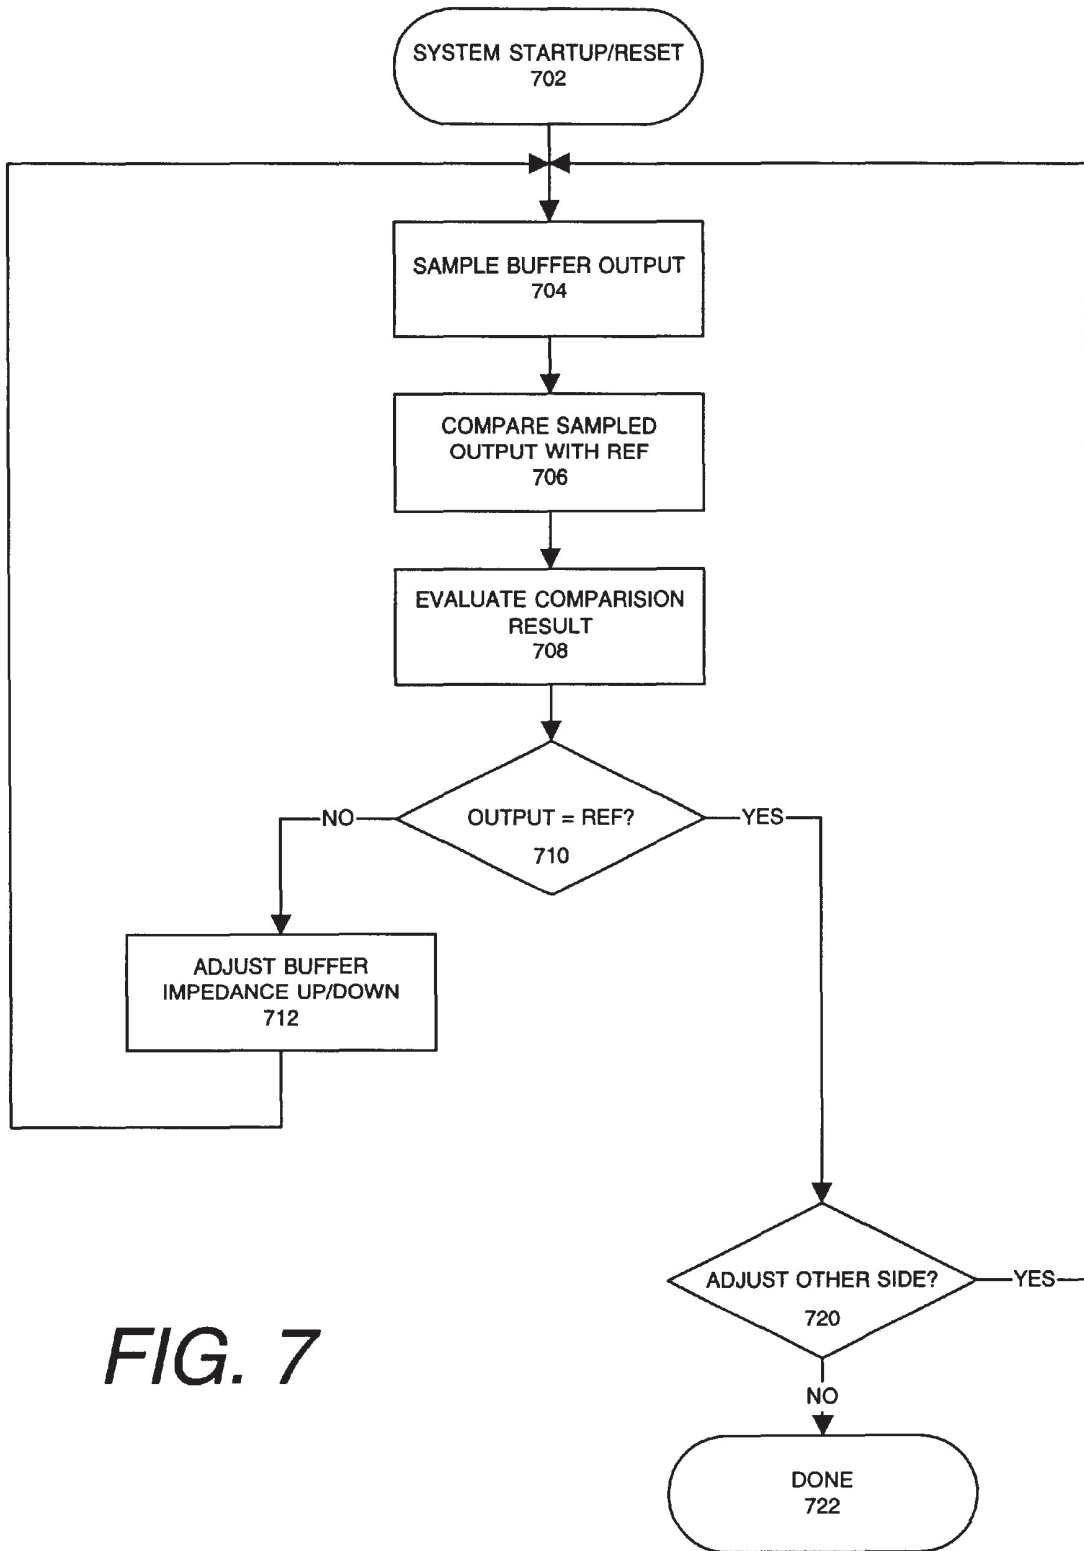 SYSTEM STARTUP/RESET
702
SAMPLE BUFFER OUTPUT
704
COMPARE SAMPLED
OUTPUT WITH REF
706
EVALUATE COMPARISION
RESULT
708
NO
OUTPUT = REF?
YES
710
ADJUST BUFFER
IMPEDANCE UP/DOWN
712
ADJUST OTHER SIDE?
YES
720
FIG. 7
NO
DONE
722